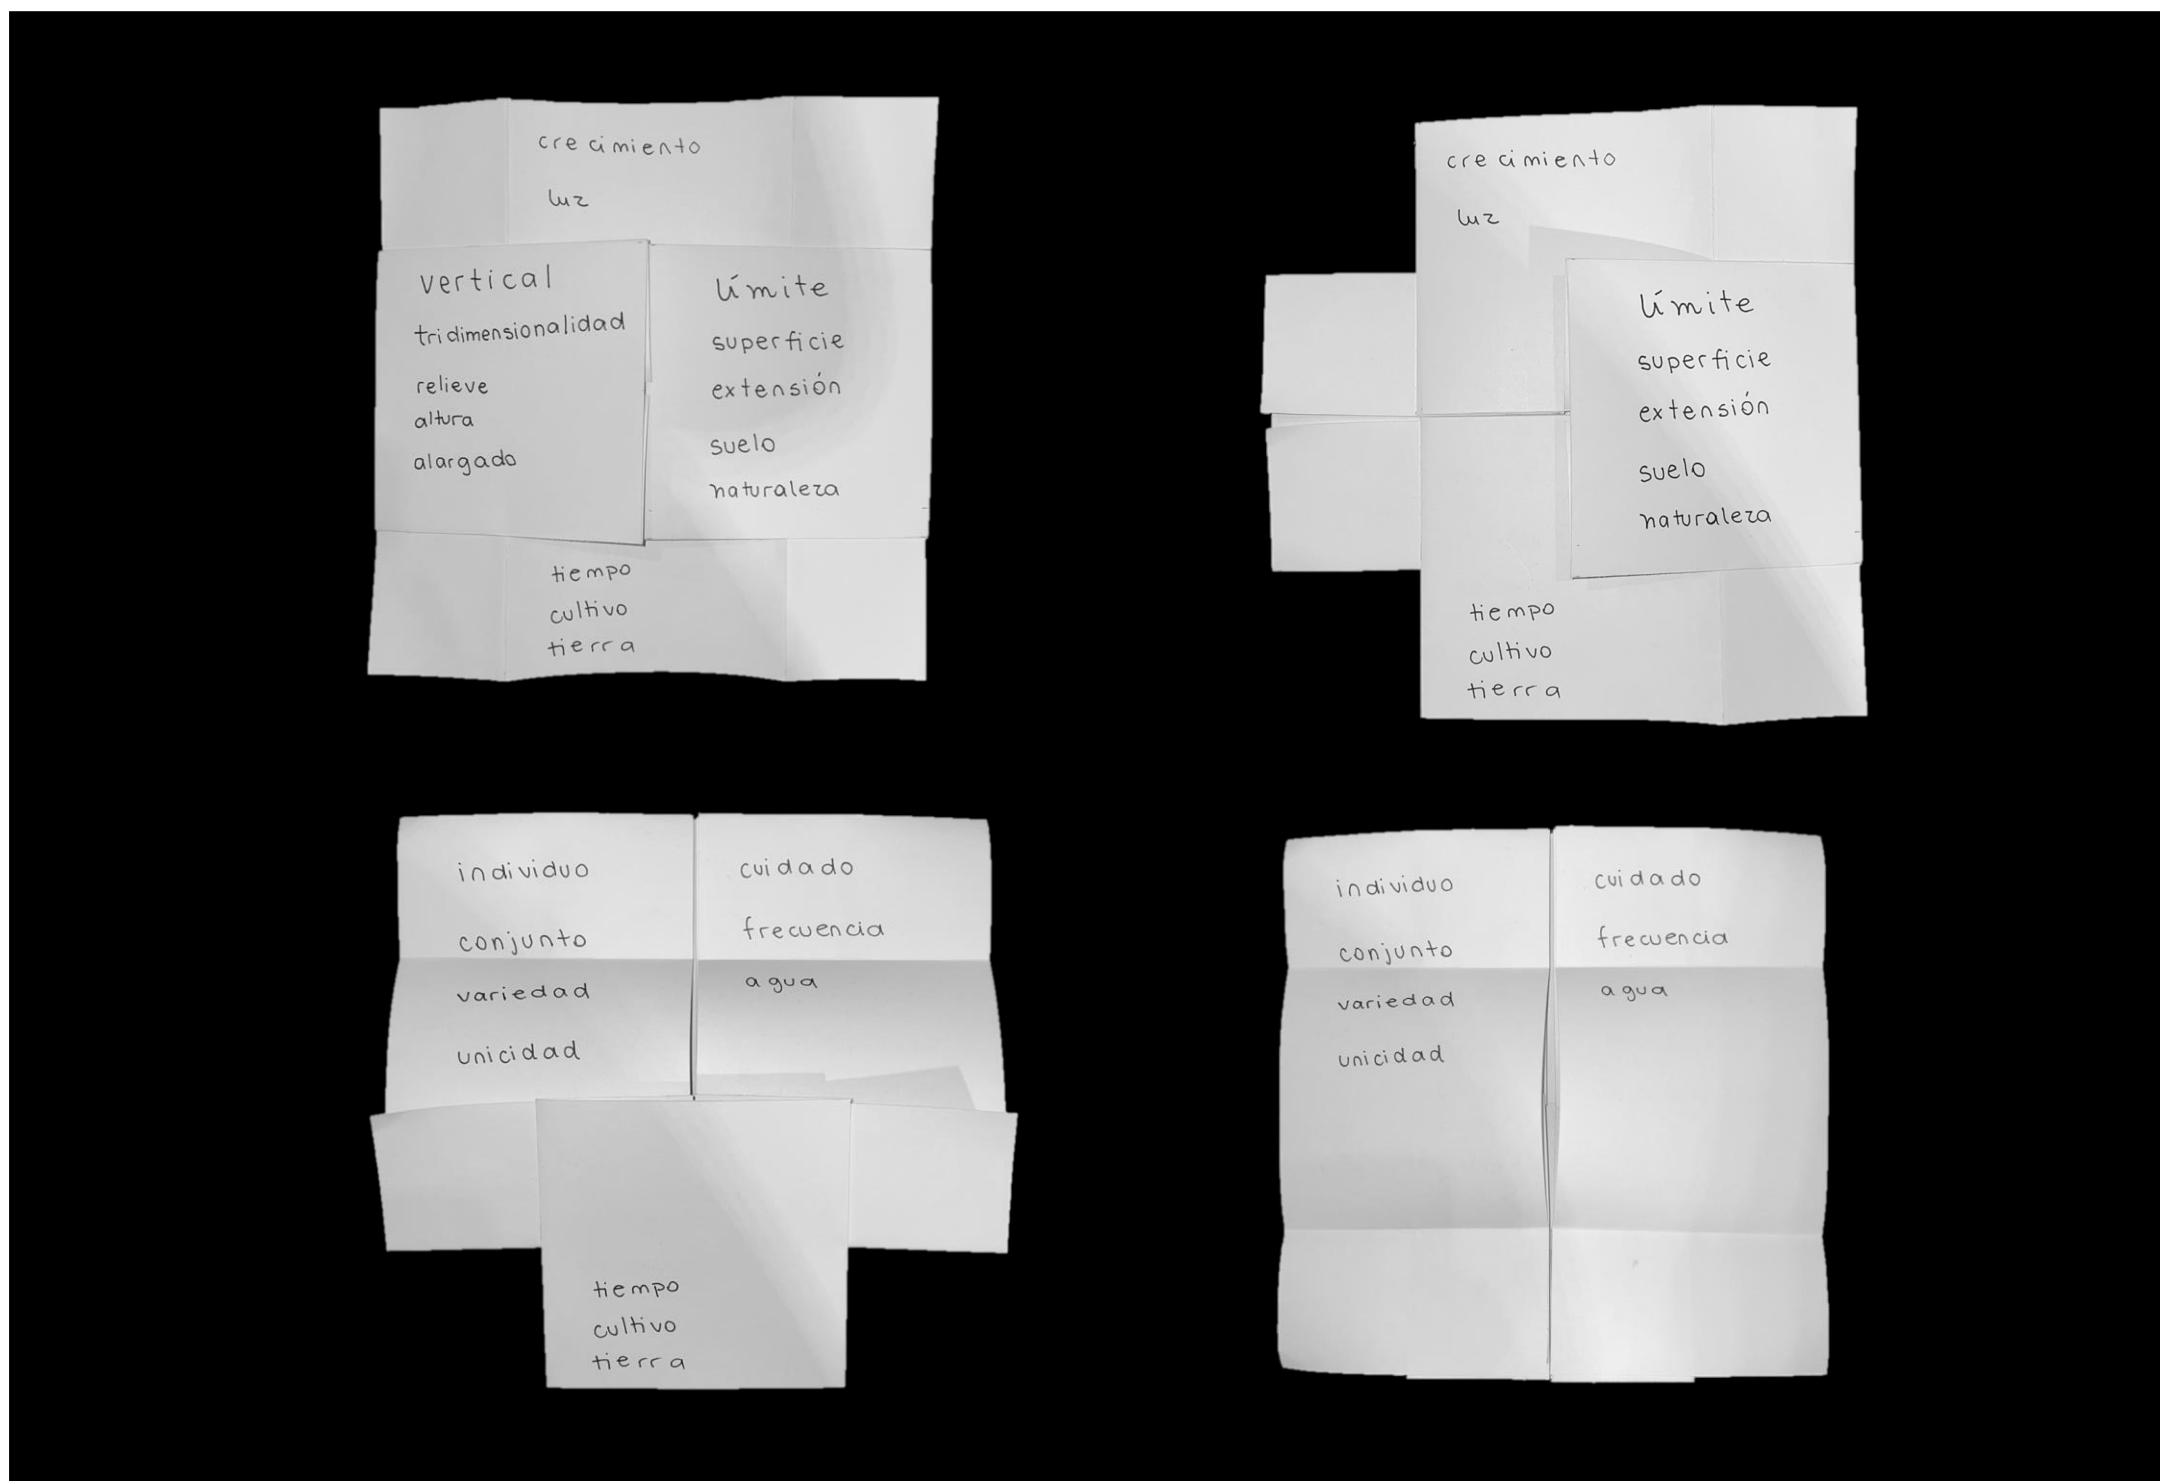 crecimiento
luz
vertical
tridimensionalidad
relieve
altura
alargado
límite
superficie
extensión
suelo
naturaleza
tiempo
cultivo
tierra
crecimiento
luz
límite
superficie
extensión
suelo
naturaleza
tiempo
cultivo
tierra
individuo
conjunto
variedad
unicidad
cuidado
frecuencia
agua
tiempo
cultivo
tierra
individuo
conjunto
variedad
unicidad
cuidado
frecuencia
agua